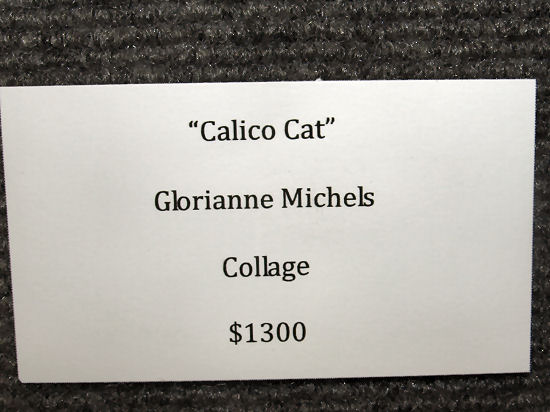 “Calico Cat”
Glorianne Michels
Collage
$1300